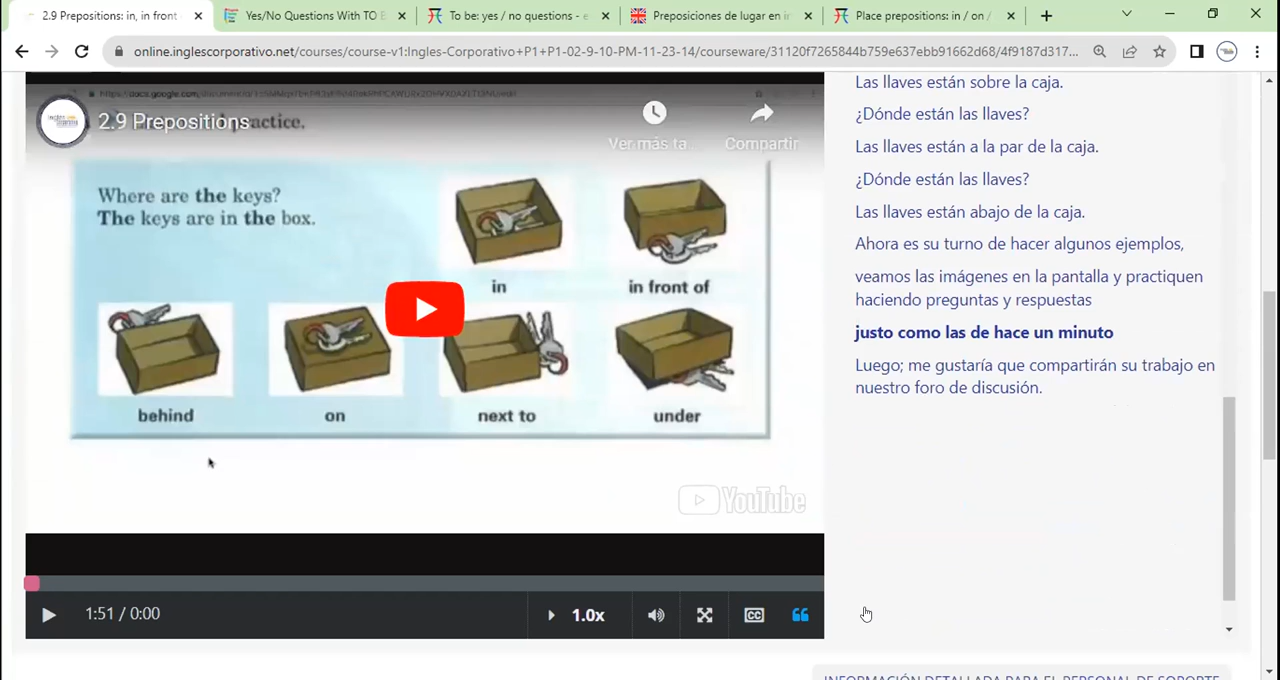 2.9 Prepositions: in, in front
Yes/No Questions With TO B
To be: yes / no questions - e
Preposiciones de lugar en in
Place prepositions: in / on /
online.inglescorporativo.net/courses/course-v1:Ingles-Corporativo+P1+P1-02-9-10-PM-11-23-14/courseware/31120f7265844b759e637ebb91662d68/4f9187d317...
2.9 Prepositions
practice.
Ver más ta...
Compartir
Where are the keys?
The keys are in the box.
in
in front of
behind
on
next to
under
YouTube
1:51 / 0:00
1.0x
CC
Las llaves están sobre la caja.
¿Dónde están las llaves?
Las llaves están a la par de la caja.
¿Dónde están las llaves?
Las llaves están abajo de la caja.
Ahora es su turno de hacer algunos ejemplos,
veamos las imágenes en la pantalla y practiquen
haciendo preguntas y respuestas
justo como las de hace un minuto
Luego; me gustaría que compartirán su trabajo en
nuestro foro de discusión.
INFORMACIÓN DETALLADA PARA EL PERSONAL DE SOPORTE